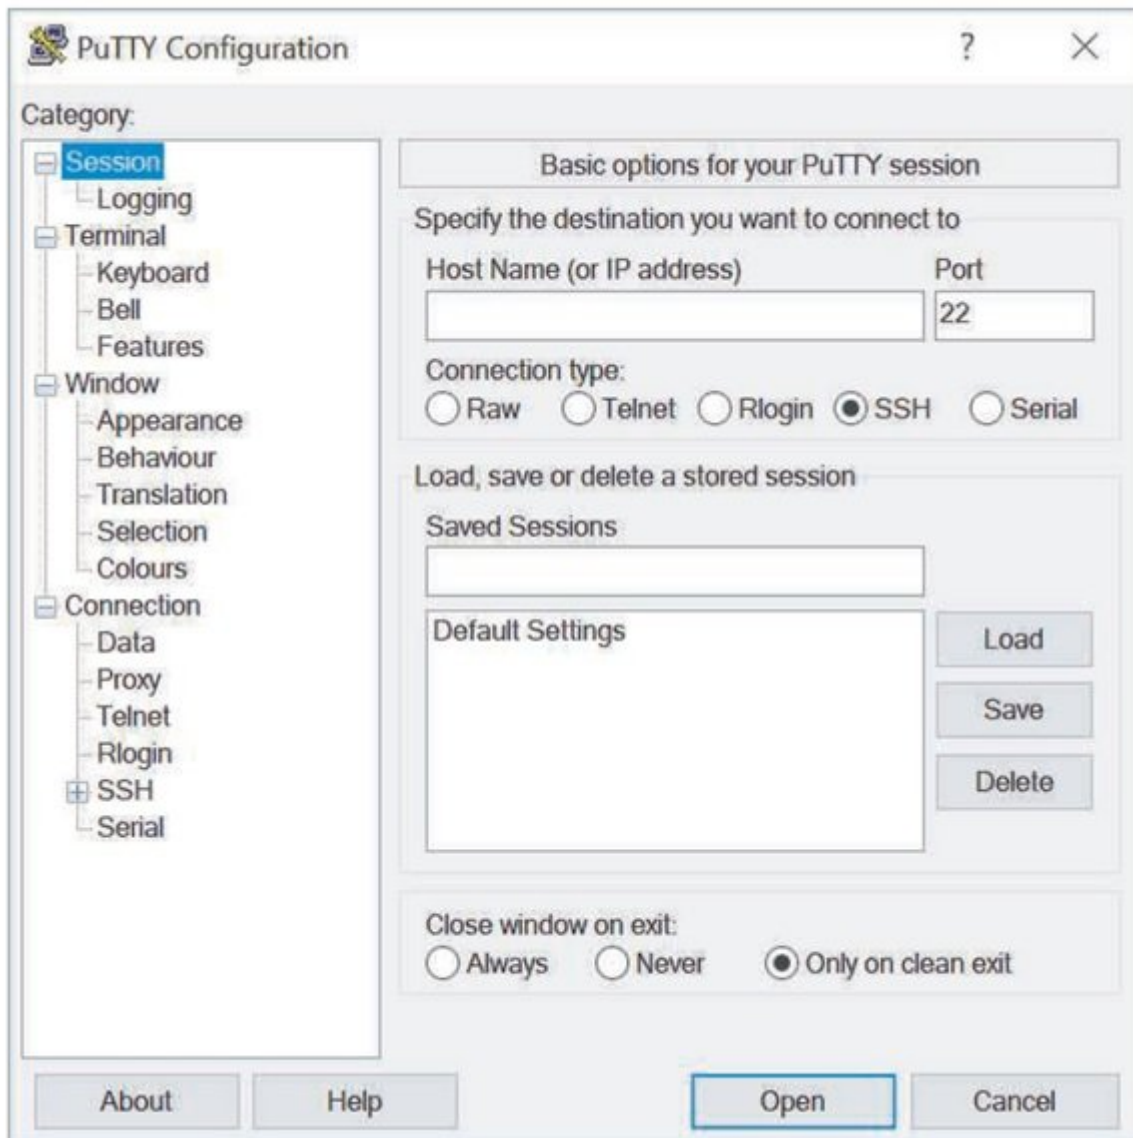 PuTTY Configuration ? ×
Category:
Session
Logging
Terminal
Keyboard
Bell
Features
Window
Appearance
Behaviour
Translation
Selection
Colours
Connection
Data
Proxy
Telnet
Rlogin
SSH
Serial
Basic options for your PuTTY session
Specify the destination you want to connect to
Host Name (or IP address) Port
22
Connection type:
Raw Telnet Rlogin SSH Serial
Load, save or delete a stored session
Saved Sessions
Default Settings
Load
Save
Delete
Close window on exit:
Always Never Only on clean exit
About Help Open Cancel